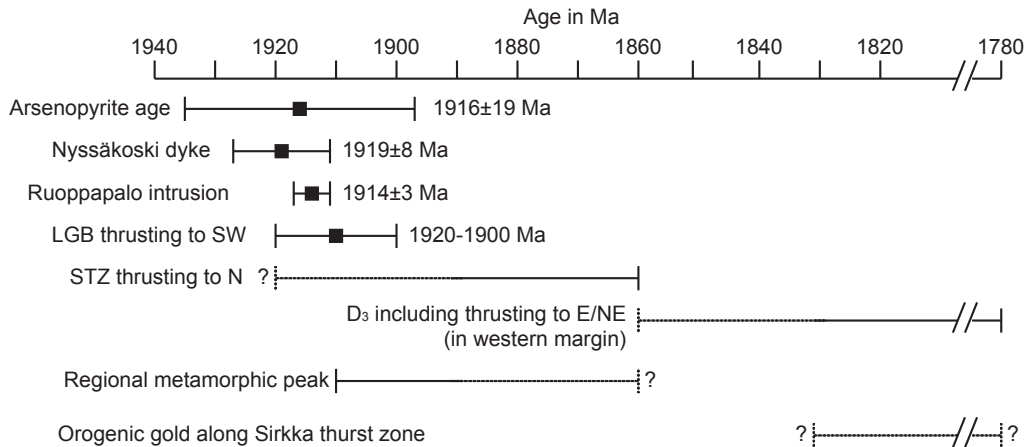 Age in Ma
1940 1920 1900 1880 1860 1840 1820 1780
Arsenopyrite age 1916±19 Ma
Nyssäkoski dyke 1919±8 Ma
Ruoppapalo intrusion 1914±3 Ma
LGB thrusting to SW 1920-1900 Ma
STZ thrusting to N ?
D₃ including thrusting to E/NE
(in western margin)
Regional metamorphic peak ?
Orogenic gold along Sirkka thurst zone ? ?